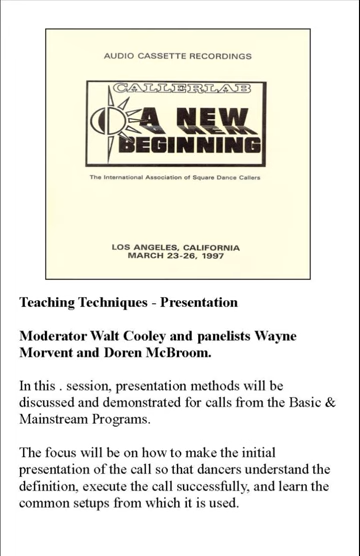 AUDIO CASSETTE RECORDINGS
CALLERLAB
A NEW
BEGINNING
The International Association of Square Dance Callers
LOS ANGELES, CALIFORNIA
MARCH 23-26, 1997
Teaching Techniques - Presentation
Moderator Walt Cooley and panelists Wayne
Morvent and Doren McBroom.
In this . session, presentation methods will be
discussed and demonstrated for calls from the Basic &
Mainstream Programs.
The focus will be on how to make the initial
presentation of the call so that dancers understand the
definition, execute the call successfully, and learn the
common setups from which it is used.